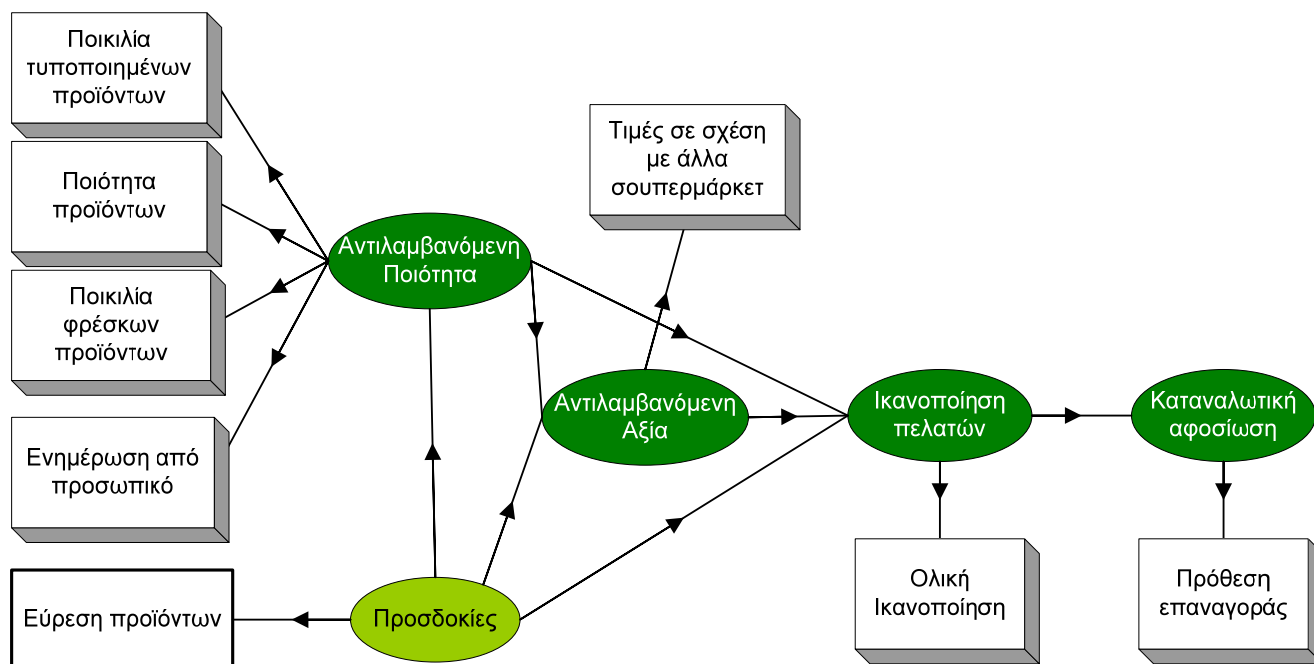 Ποικιλία
τυποποιημένων
προϊόντων
Ποιότητα
προϊόντων
Ποικιλία
φρέσκων
προϊόντων
Ενημέρωση από
προσωπικό
Εύρεση προϊόντων
Αντιλαμβανόμενη
Ποιότητα
Προσδοκίες
Τιμές σε σχέση
με άλλα
σουπερμάρκετ
Αντιλαμβανόμενη
Αξία
Ικανοποίηση
πελατών
Ολική
Ικανοποίηση
Καταναλωτική
αφοσίωση
Πρόθεση
επαναγοράς